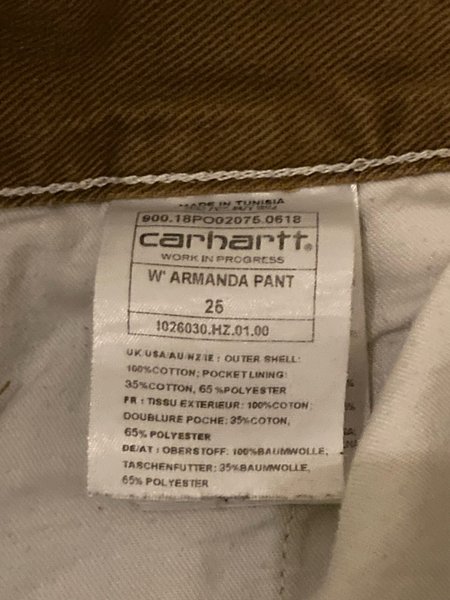 MADE IN TUNISIA
900.18PO02075.0618
carhartt®
WORK IN PROGRESS
W' ARMANDA PANT
26
1026030.HZ.01.00
UK/USA/AU/NZ/IE : OUTER SHELL:
100%COTTON; POCKET LINING:
35%COTTON, 65%POLYESTER
FR : TISSU EXTERIEUR: 100%COTON;
DOUBLURE POCHE: 35%COTON,
65% POLYESTER
DE/AT : OBERSTOFF: 100%BAUMWOLLE,
TASCHENFUTTER: 35%BAUMWOLLE,
65% POLYESTER